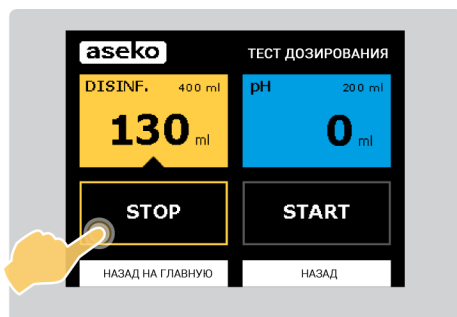 aseko
ТЕСТ ДОЗИРОВАНИЯ
DISINF. 400 ml
130 ml
pH 200 ml
0 ml
STOP
START
НАЗАД НА ГЛАВНУЮ
НАЗАД